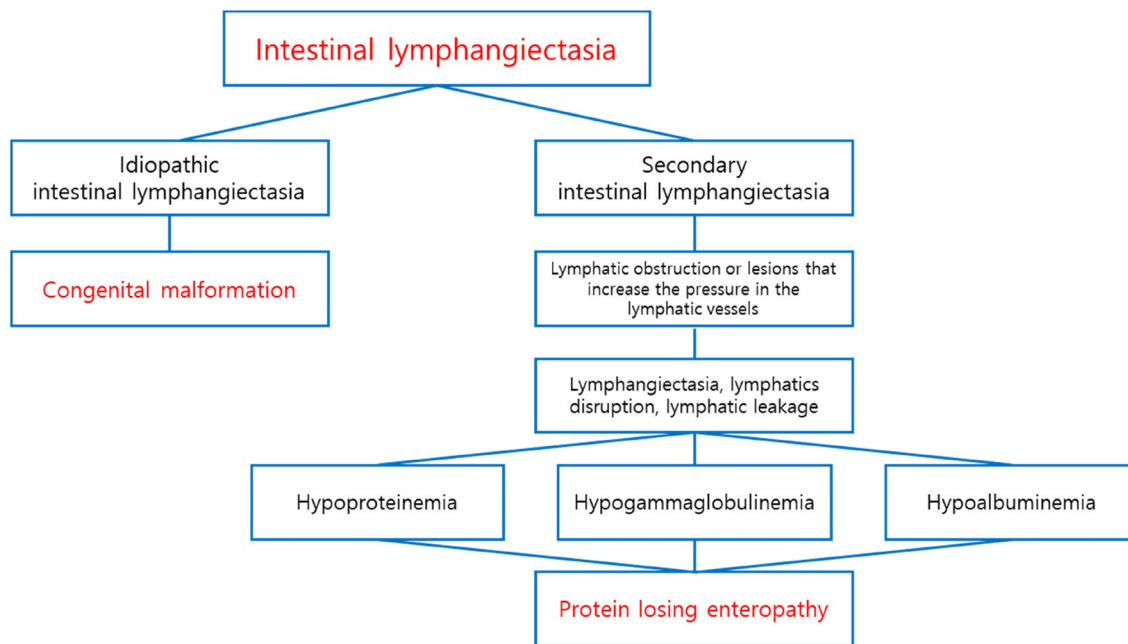 Intestinal lymphangiectasia
Idiopathic
intestinal lymphangiectasia
Secondary
intestinal lymphangiectasia
Congenital malformation
Lymphatic obstruction or lesions that
increase the pressure in the
lymphatic vessels
Lymphangiectasia, lymphatics
disruption, lymphatic leakage
Hypoproteinemia
Hypogammaglobulinemia
Hypoalbuminemia
Protein losing enteropathy